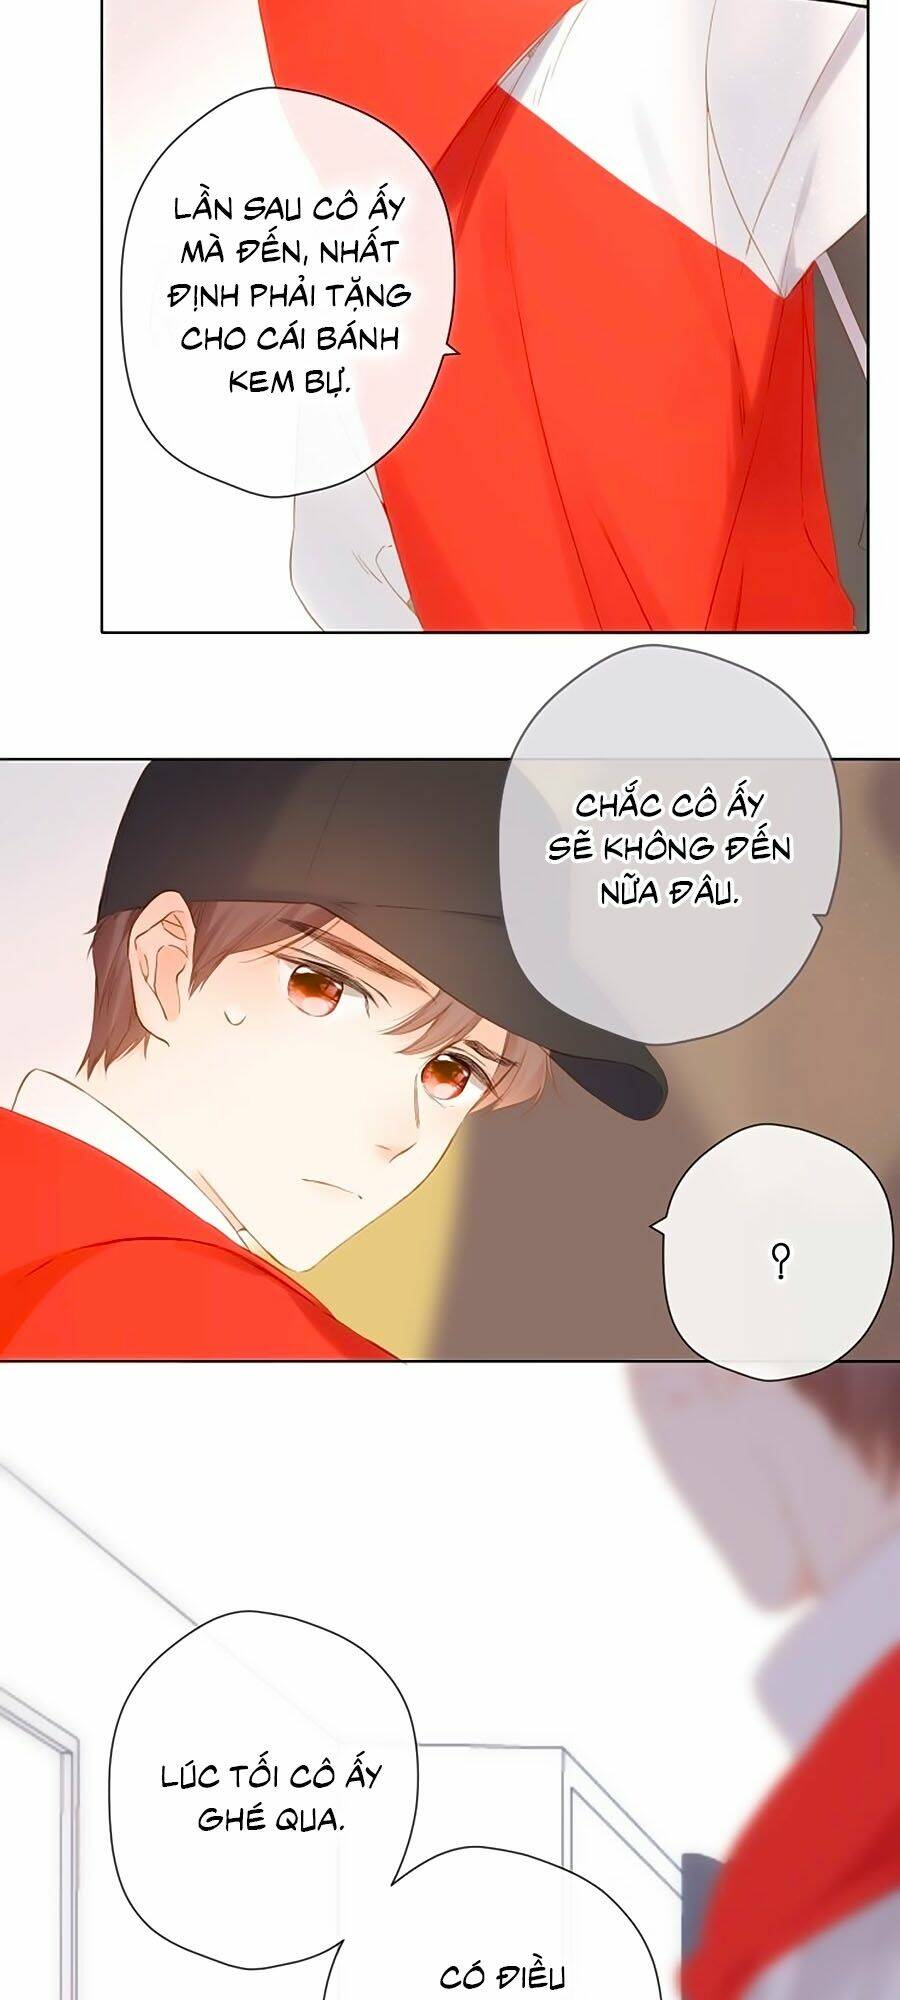 LẦN SAU CÔ ẤY
MÀ ĐẾN, NHẤT
ĐỊNH PHẢI TẶNG
CHO CÁI BÁNH
KEM BỰ.
CHẮC CÔ ẤY
SẼ KHÔNG ĐẾN
NỮA ĐÂU.
?
LÚC TỐI CÔ ẤY
GHÉ QUA.
CÓ ĐIỀU